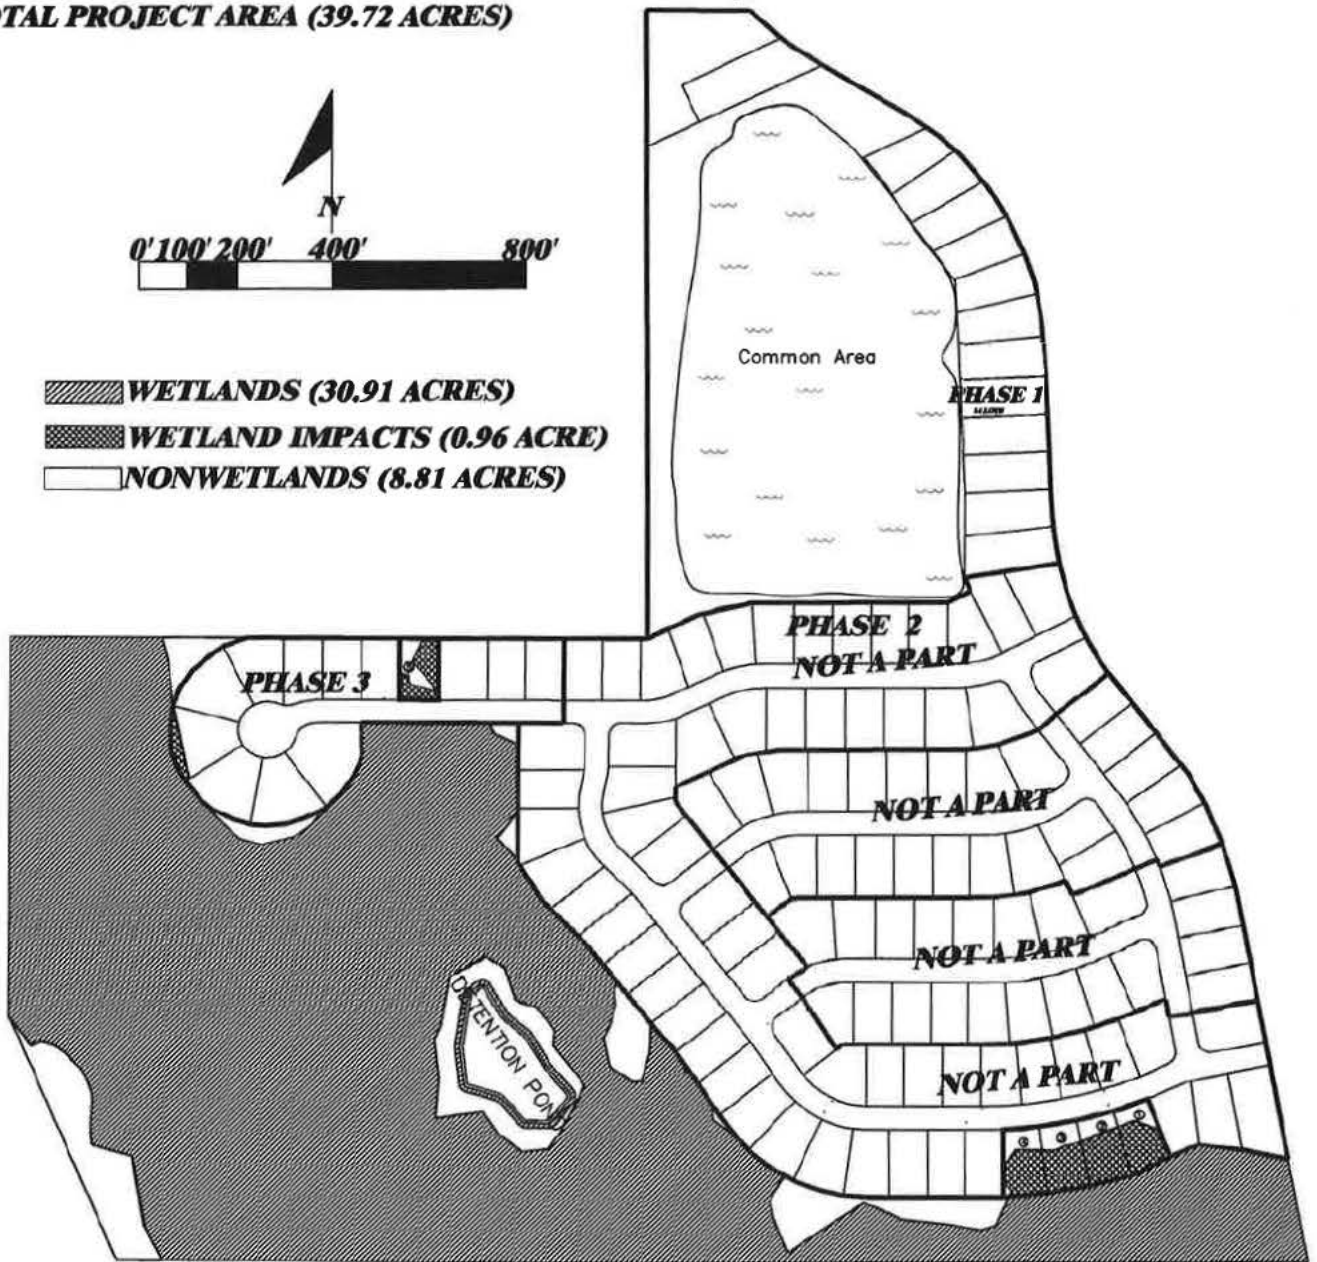 OTAL PROJECT AREA (39.72 ACRES)
N
0' 100' 200' 400' 800'
WETLANDS (30.91 ACRES)
WETLAND IMPACTS (0.96 ACRE)
NONWETLANDS (8.81 ACRES)
Common Area
PHASE 1
PHASE 2
NOT A PART
PHASE 3
NOT A PART
NOT A PART
DETENTION POND
NOT A PART